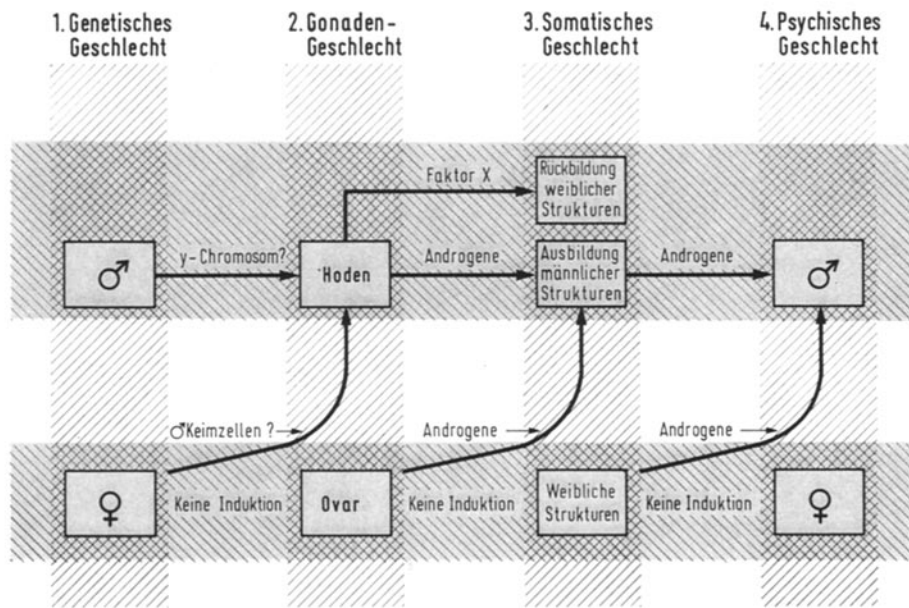 1. Genetisches
Geschlecht
2. Gonaden-
Geschlecht
3. Somatisches
Geschlecht
4. Psychisches
Geschlecht
Faktor X
Rückbildung
weiblicher
Strukturen
♂
y-Chromosom?
Hoden
Androgene
Ausbildung
männlicher
Strukturen
Androgene
♂
♂Keimzellen ?
Androgene
Androgene
♀
Keine Induktion
Ovar
Keine Induktion
Weibliche
Strukturen
Keine Induktion
♀